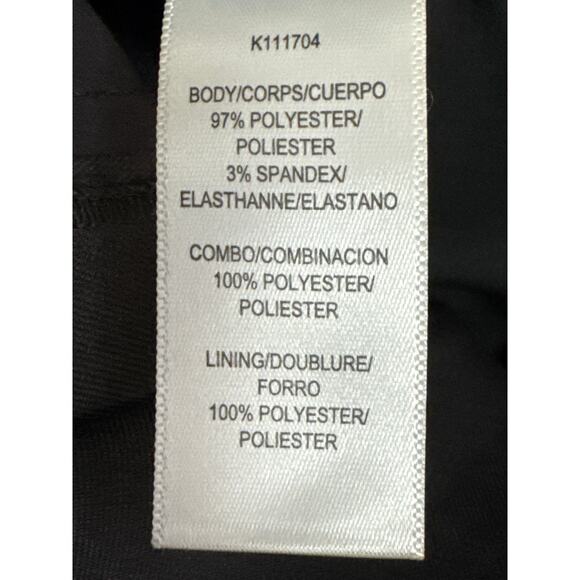 K111704
BODY/CORPS/CUERPO
97% POLYESTER/
POLIESTER
3% SPANDEX/
ELASTHANNE/ELASTANO
COMBO/COMBINACION
100% POLYESTER/
POLIESTER
LINING/DOUBLURE/
FORRO
100% POLYESTER/
POLIESTER